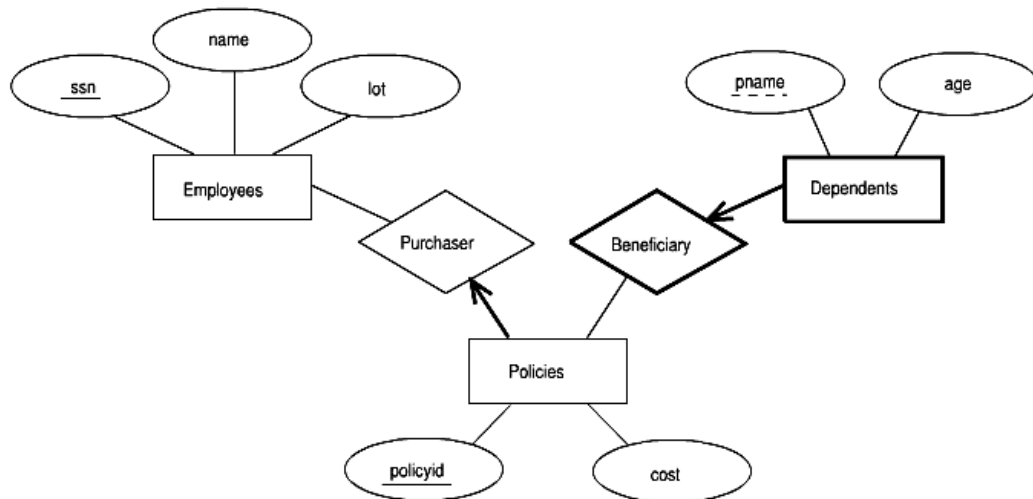 name
ssn
lot
pname
age
Employees
Dependents
Purchaser
Beneficiary
Policies
policyid
cost